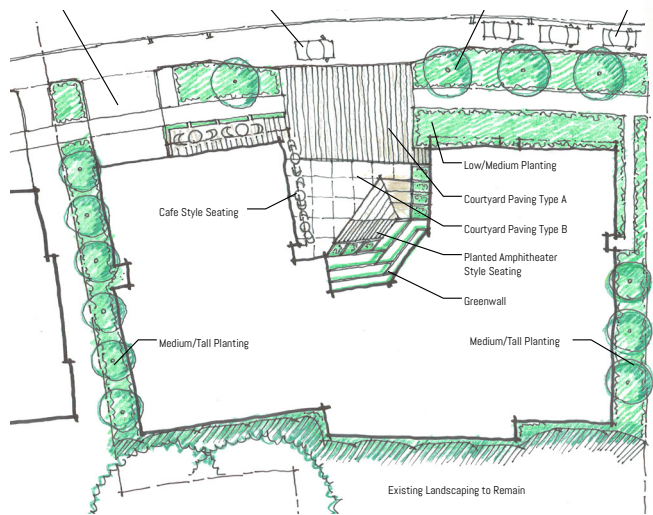 Low/Medium Planting
Courtyard Paving Type A
Cafe Style Seating
Courtyard Paving Type B
Planted Amphitheater
Style Seating
Greenwall
Medium/Tall Planting
Medium/Tall Planting
Existing Landscaping to Remain